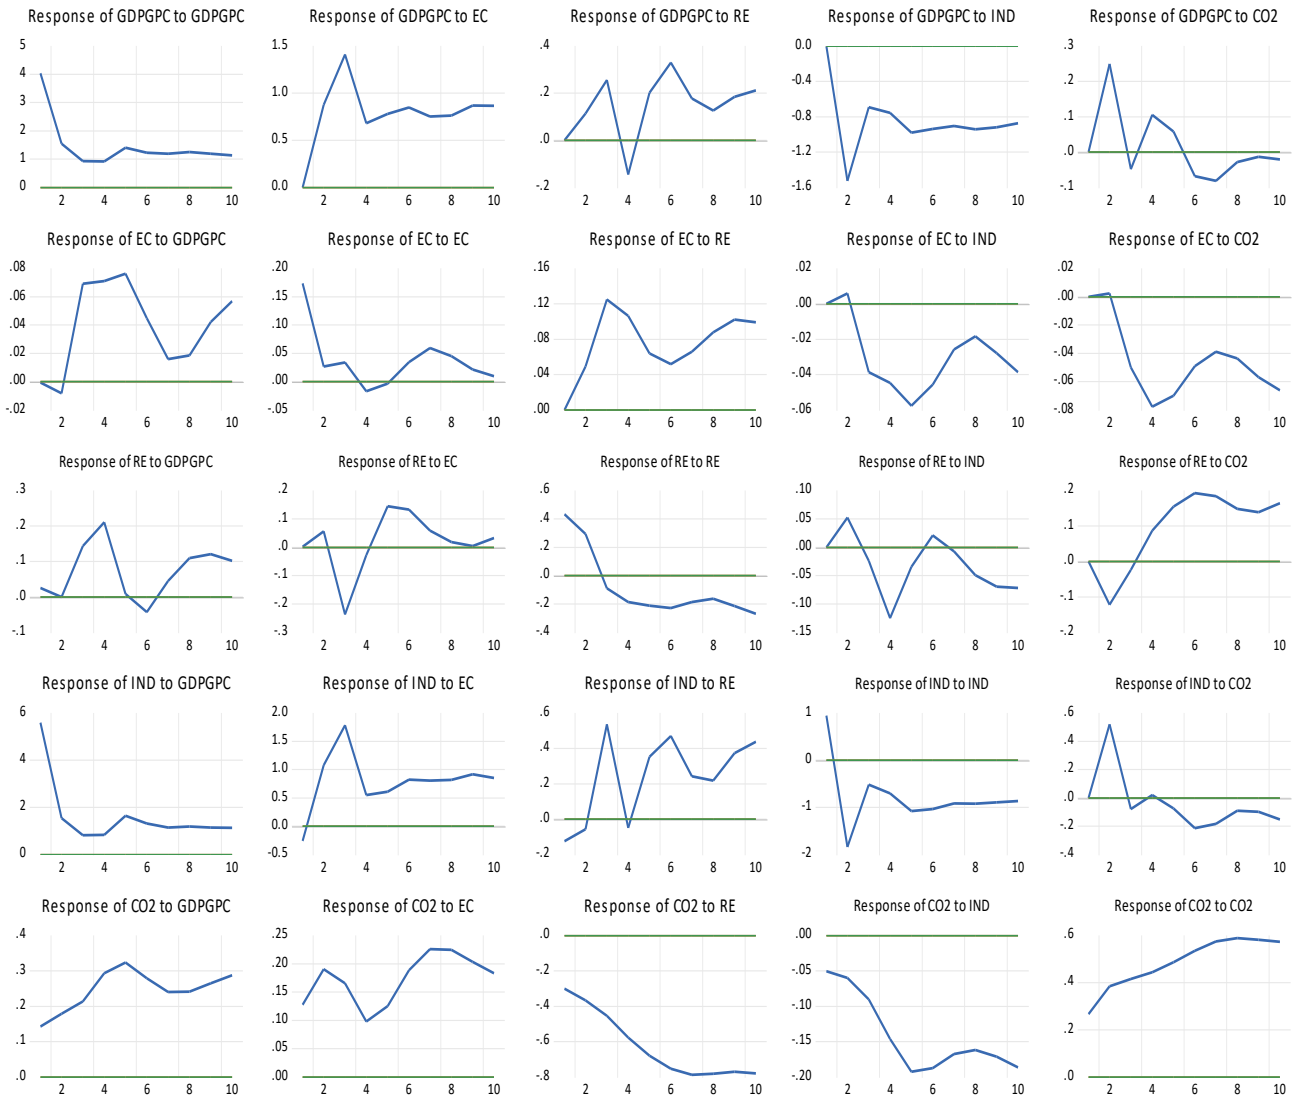 Response of GDPGPC to GDPGPC
5
4
3
2
1
0
2 4 6 8 10
Response of GDPGPC to EC
1.5
1.0
0.5
0.0
2 4 6 8 10
Response of GDPGPC to RE
.4
.2
.0
-.2
2 4 6 8 10
Response of GDPGPC to IND
0.0
-0.4
-0.8
-1.2
-1.6
2 4 6 8 10
Response of GDPGPC to CO2
.3
.2
.1
.0
-.1
2 4 6 8 10
Response of EC to GDPGPC
.08
.06
.04
.02
.00
-.02
2 4 6 8 10
Response of EC to EC
.20
.15
.10
.05
.00
-.05
2 4 6 8 10
Response of EC to RE
.16
.12
.08
.04
.00
2 4 6 8 10
Response of EC to IND
.02
.00
-.02
-.04
-.06
2 4 6 8 10
Response of EC to CO2
.02
.00
-.02
-.04
-.06
-.08
2 4 6 8 10
Response of RE to GDPGPC
.3
.2
.1
.0
-.1
2 4 6 8 10
Response of RE to EC
.2
.1
.0
-.1
-.2
-.3
2 4 6 8 10
Response of RE to RE
.6
.4
.2
.0
-.2
-.4
2 4 6 8 10
Response of RE to IND
.10
.05
.00
-.05
-.10
-.15
2 4 6 8 10
Response of RE to CO2
.2
.1
.0
-.1
-.2
2 4 6 8 10
Response of IND to GDPGPC
6
4
2
0
2 4 6 8 10
Response of IND to EC
2.0
1.5
1.0
0.5
0.0
-0.5
2 4 6 8 10
Response of IND to RE
.6
.4
.2
.0
-.2
2 4 6 8 10
Response of IND to IND
1
0
-1
-2
2 4 6 8 10
Response of IND to CO2
.6
.4
.2
.0
-.2
-.4
2 4 6 8 10
Response of CO2 to GDPGPC
.4
.3
.2
.1
.0
2 4 6 8 10
Response of CO2 to EC
.25
.20
.15
.10
.05
.00
2 4 6 8 10
Response of CO2 to RE
.0
-.2
-.4
-.6
-.8
2 4 6 8 10
Response of CO2 to IND
.00
-.05
-.10
-.15
-.20
2 4 6 8 10
Response of CO2 to CO2
.6
.4
.2
.0
2 4 6 8 10